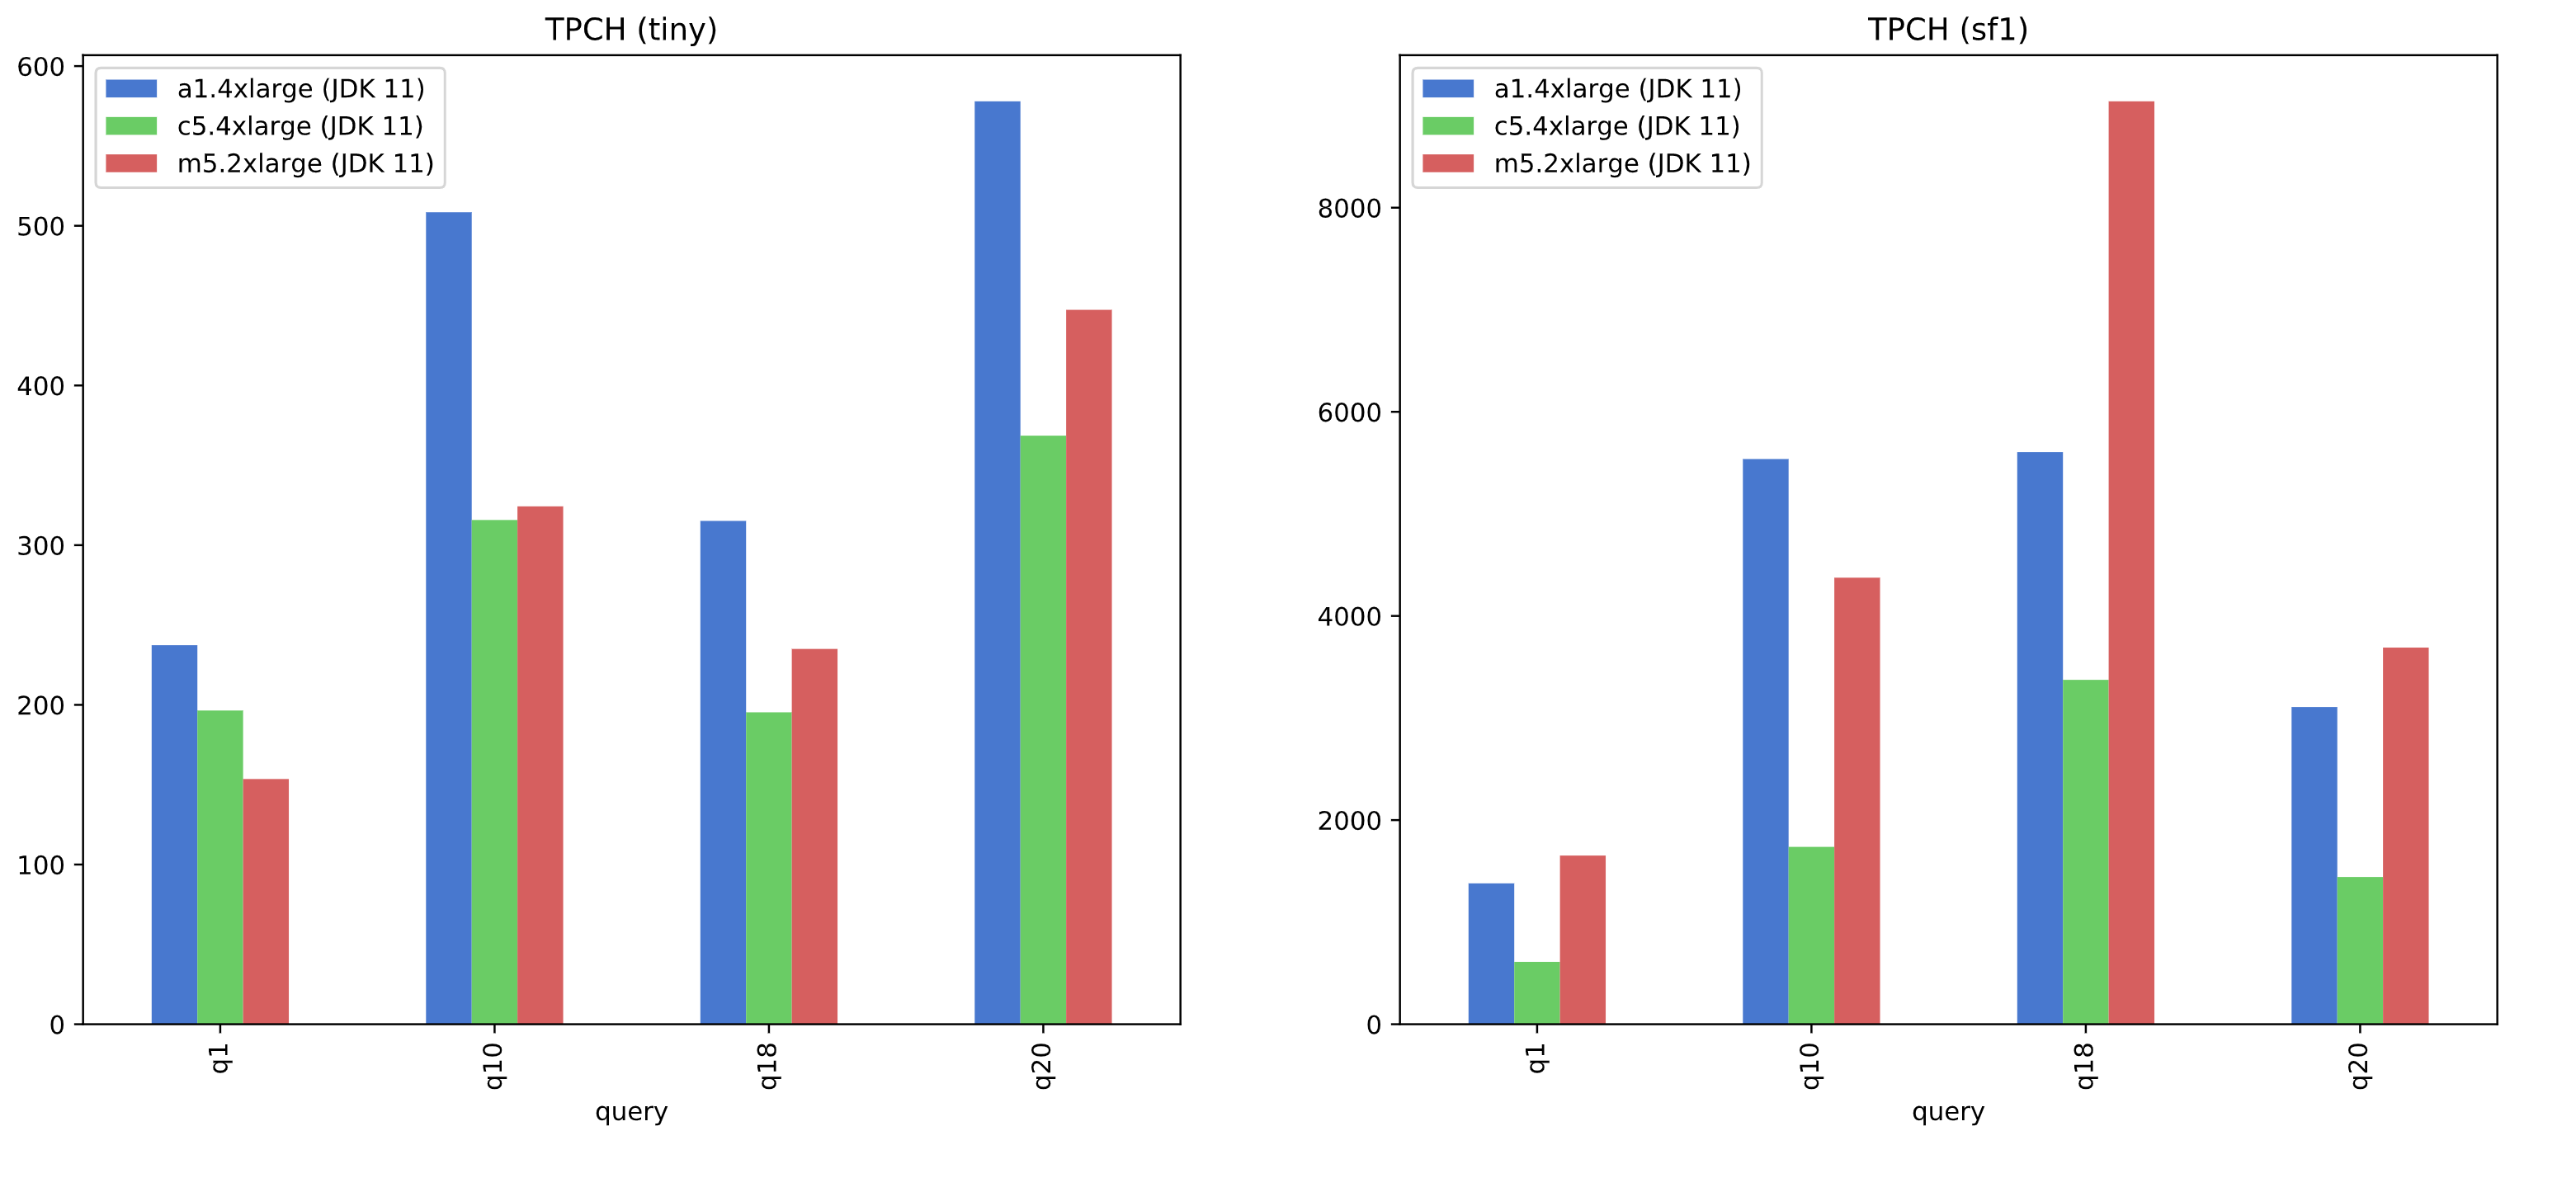 TPCH (tiny)
600
500
400
300
200
100
0
a1.4xlarge (JDK 11)
c5.4xlarge (JDK 11)
m5.2xlarge (JDK 11)
q1
q10
q18
q20
query
TPCH (sf1)
8000
6000
4000
2000
0
a1.4xlarge (JDK 11)
c5.4xlarge (JDK 11)
m5.2xlarge (JDK 11)
q1
q10
q18
q20
query